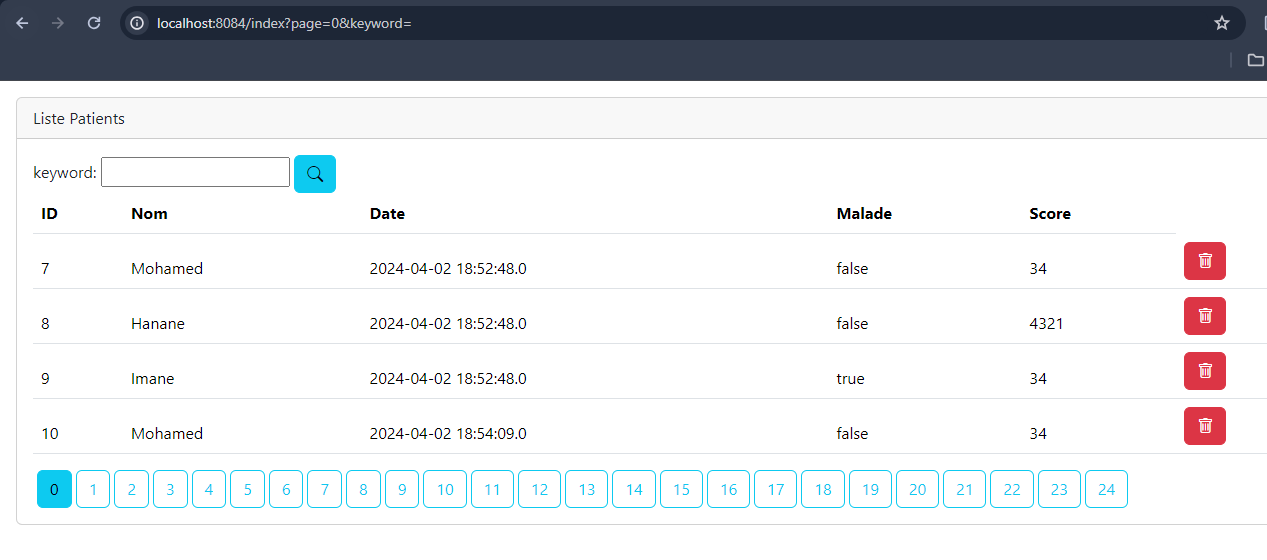 localhost:8084/index?page=0&keyword=
Liste Patients
keyword:
ID Nom Date Malade Score
7 Mohamed 2024-04-02 18:52:48.0 false 34
8 Hanane 2024-04-02 18:52:48.0 false 4321
9 Imane 2024-04-02 18:52:48.0 true 34
10 Mohamed 2024-04-02 18:54:09.0 false 34
0 1 2 3 4 5 6 7 8 9 10 11 12 13 14 15 16 17 18 19 20 21 22 23 24